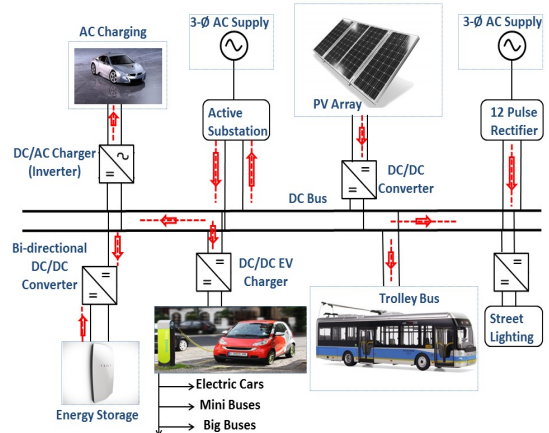 AC Charging
3-Ø AC Supply
3-Ø AC Supply
PV Array
Active
Substation
12 Pulse
Rectifier
DC/AC Charger
(Inverter)
DC/DC
Converter
DC Bus
Bi-directional
DC/DC
Converter
DC/DC EV
Charger
Trolley Bus
Street
Lighting
Energy Storage
Electric Cars
Mini Buses
Big Buses